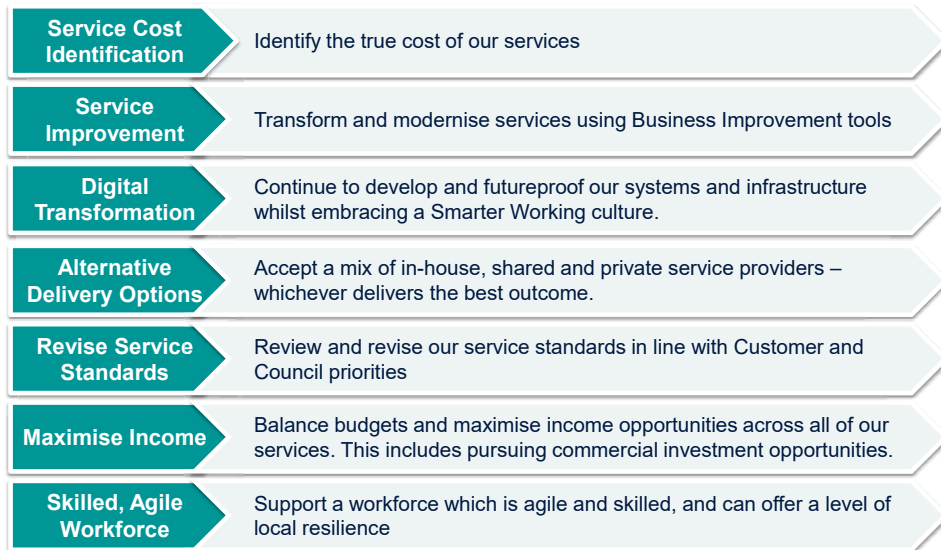 Service Cost
Identification
Identify the true cost of our services
Service
Improvement
Transform and modernise services using Business Improvement tools
Digital
Transformation
Continue to develop and futureproof our systems and infrastructure
whilst embracing a Smarter Working culture.
Alternative
Delivery Options
Accept a mix of in-house, shared and private service providers –
whichever delivers the best outcome.
Revise Service
Standards
Review and revise our service standards in line with Customer and
Council priorities
Maximise Income
Balance budgets and maximise income opportunities across all of our
services. This includes pursuing commercial investment opportunities.
Skilled, Agile
Workforce
Support a workforce which is agile and skilled, and can offer a level of
local resilience